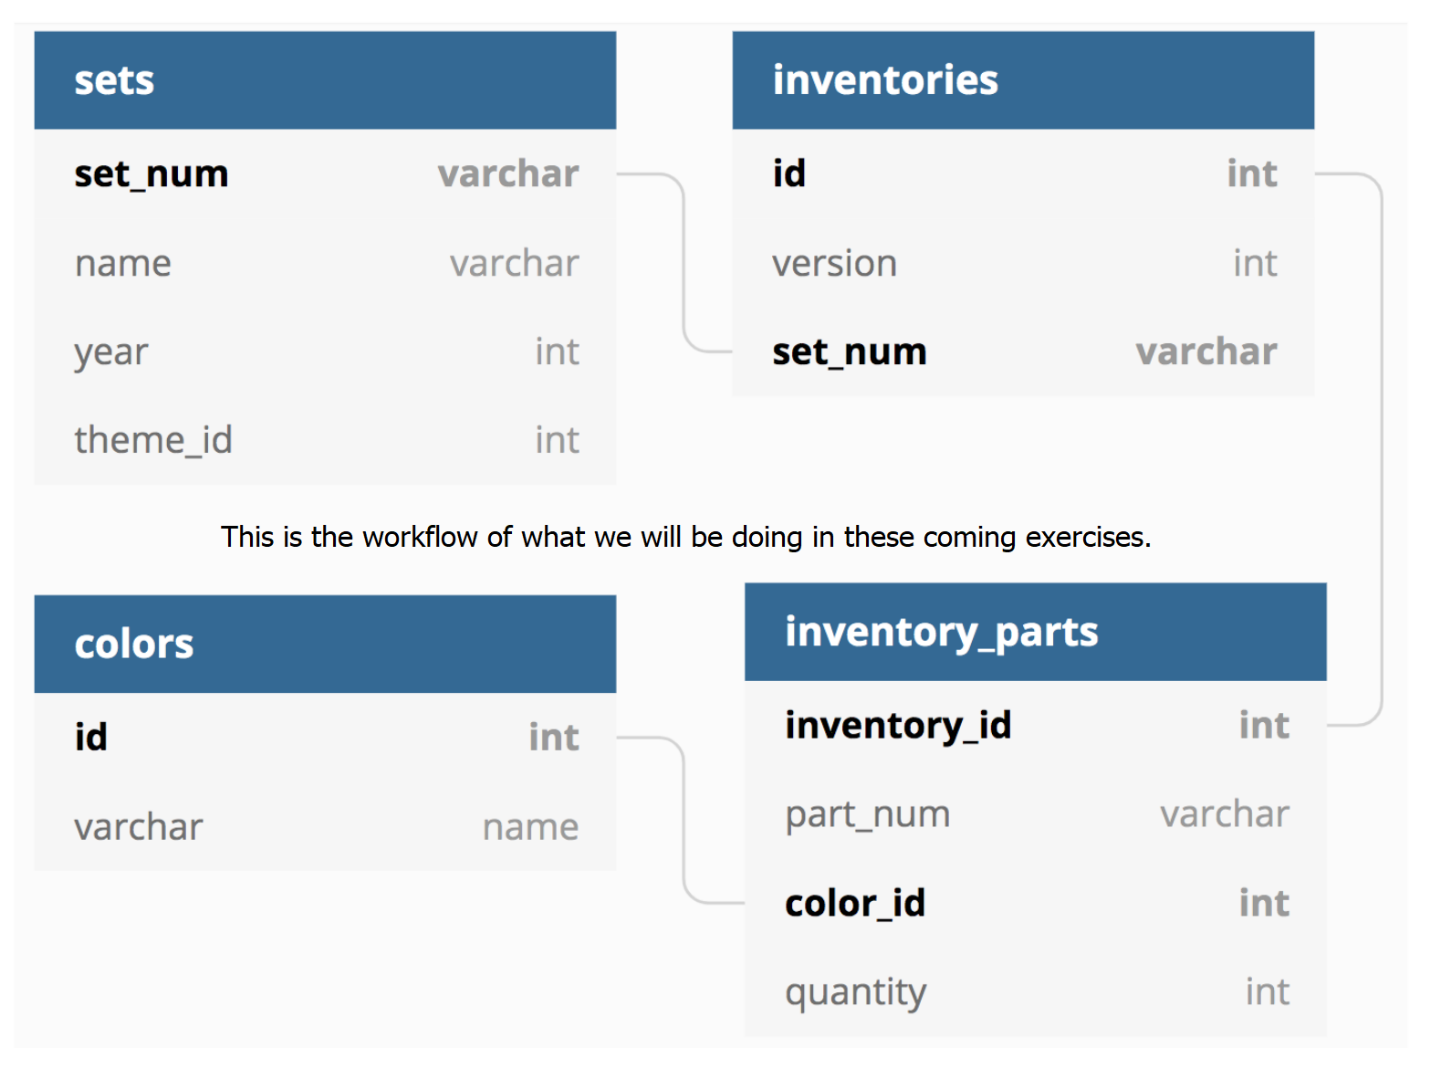 sets
set_num varchar
name varchar
year int
theme_id int
inventories
id int
version int
set_num varchar
This is the workflow of what we will be doing in these coming exercises.
colors
id int
varchar name
inventory_parts
inventory_id int
part_num varchar
color_id int
quantity int